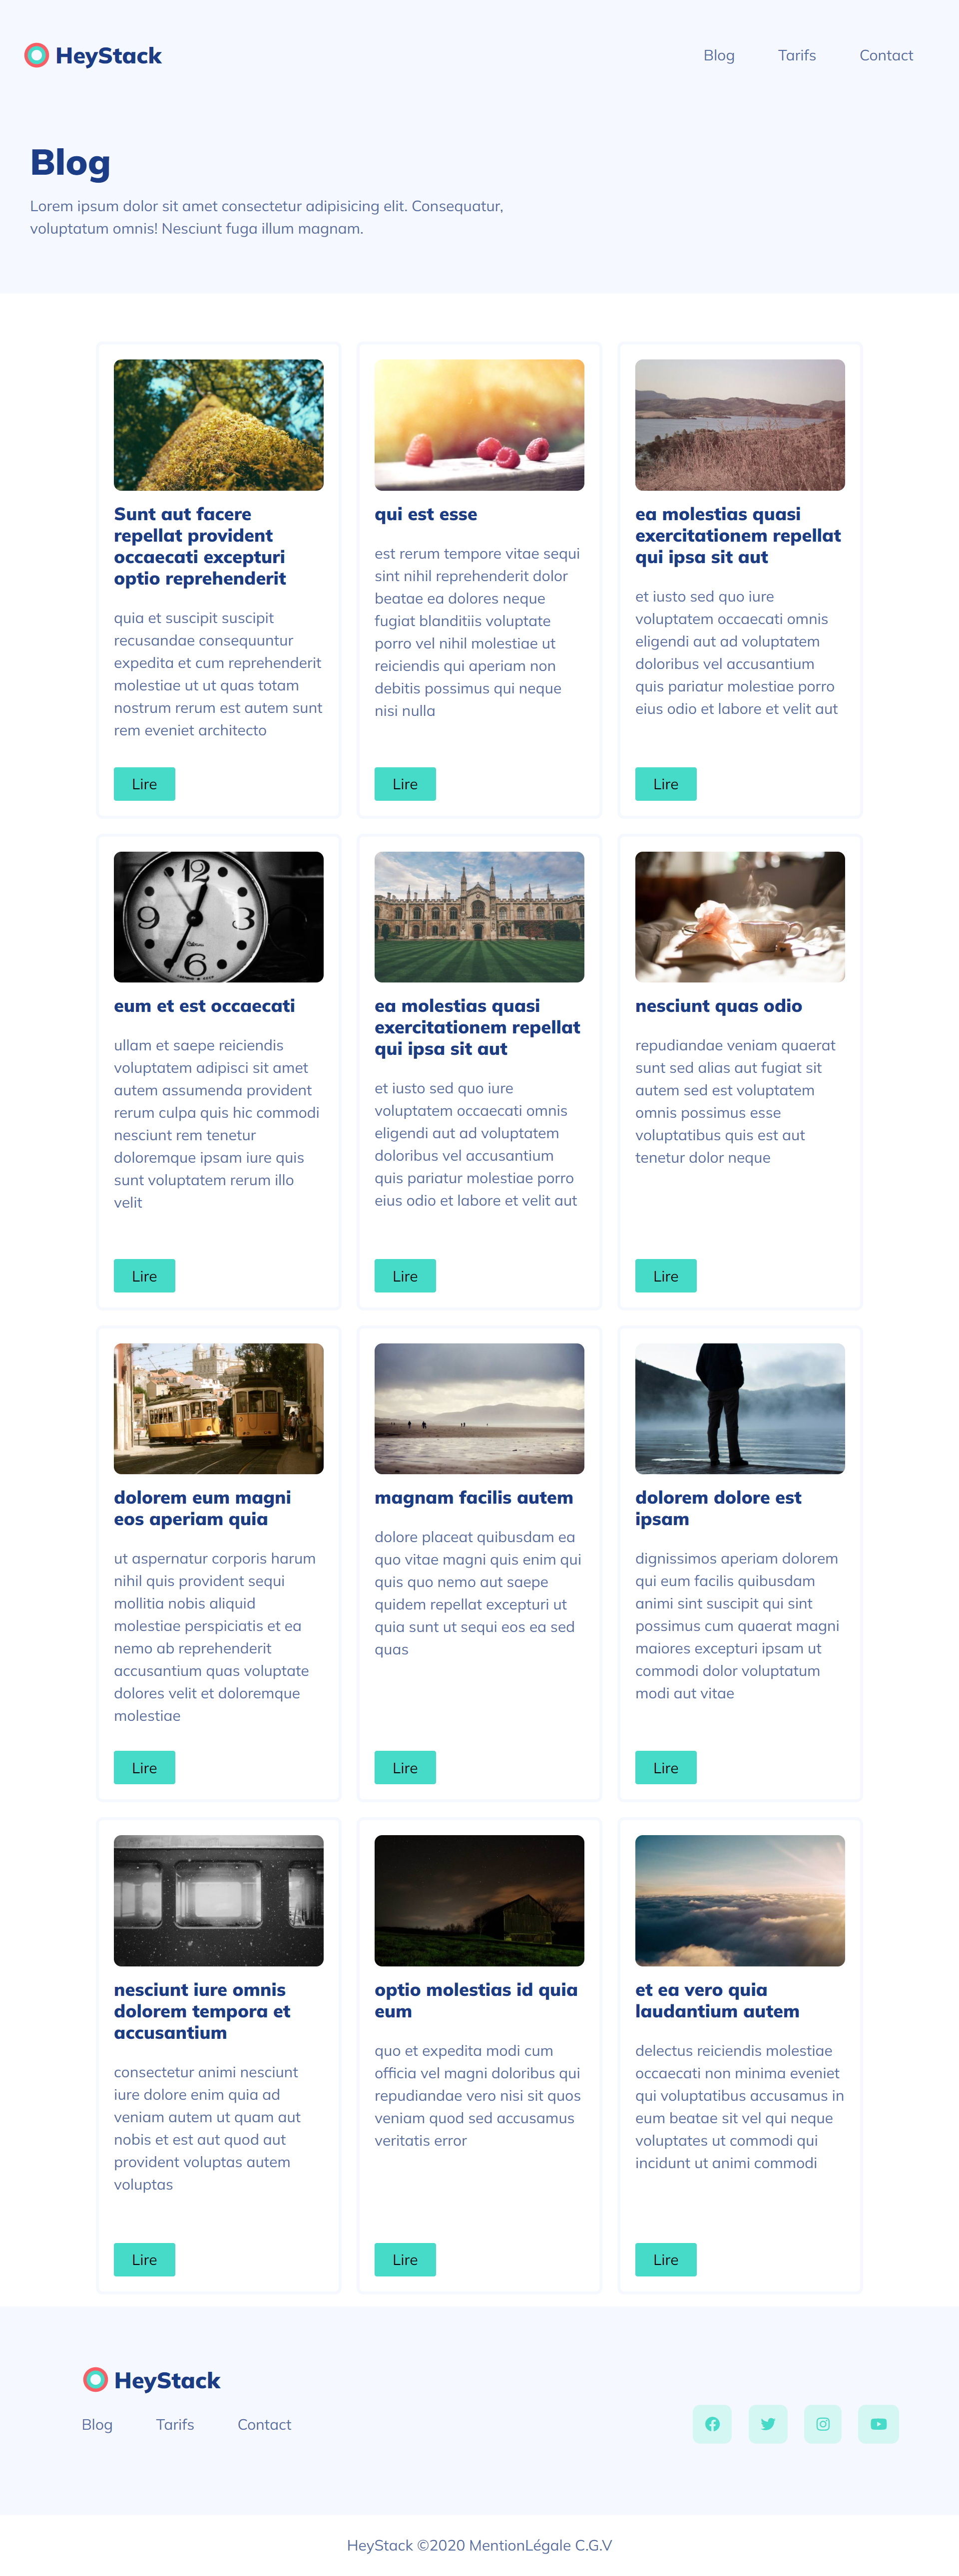 HeyStack
Blog
Tarifs
Contact
Blog
Lorem ipsum dolor sit amet consectetur adipisicing elit. Consequatur,
voluptatum omnis! Nesciunt fuga illum magnam.
Sunt aut facere
repellat provident
occaecati excepturi
optio reprehenderit
quia et suscipit suscipit
recusandae consequuntur
expedita et cum reprehenderit
molestiae ut ut quas totam
nostrum rerum est autem sunt
rem eveniet architecto
Lire
qui est esse
est rerum tempore vitae sequi
sint nihil reprehenderit dolor
beatae ea dolores neque
fugiat blanditiis voluptate
porro vel nihil molestiae ut
reiciendis qui aperiam non
debitis possimus qui neque
nisi nulla
Lire
ea molestias quasi
exercitationem repellat
qui ipsa sit aut
et iusto sed quo iure
voluptatem occaecati omnis
eligendi aut ad voluptatem
doloribus vel accusantium
quis pariatur molestiae porro
eius odio et labore et velit aut
Lire
12
9
3
6
eum et est occaecati
ullam et saepe reiciendis
voluptatem adipisci sit amet
autem assumenda provident
rerum culpa quis hic commodi
nesciunt rem tenetur
doloremque ipsam iure quis
sunt voluptatem rerum illo
velit
Lire
ea molestias quasi
exercitationem repellat
qui ipsa sit aut
et iusto sed quo iure
voluptatem occaecati omnis
eligendi aut ad voluptatem
doloribus vel accusantium
quis pariatur molestiae porro
eius odio et labore et velit aut
Lire
nesciunt quas odio
repudiandae veniam quaerat
sunt sed alias aut fugiat sit
autem sed est voluptatem
omnis possimus esse
voluptatibus quis est aut
tenetur dolor neque
Lire
dolorem eum magni
eos aperiam quia
ut aspernatur corporis harum
nihil quis provident sequi
mollitia nobis aliquid
molestiae perspiciatis et ea
nemo ab reprehenderit
accusantium quas voluptate
dolores velit et doloremque
molestiae
Lire
magnam facilis autem
dolore placeat quibusdam ea
quo vitae magni quis enim qui
quis quo nemo aut saepe
quidem repellat excepturi ut
quia sunt ut sequi eos ea sed
quas
Lire
dolorem dolore est
ipsam
dignissimos aperiam dolorem
qui eum facilis quibusdam
animi sint suscipit qui sint
possimus cum quaerat magni
maiores excepturi ipsam ut
commodi dolor voluptatum
modi aut vitae
Lire
nesciunt iure omnis
dolorem tempora et
accusantium
consectetur animi nesciunt
iure dolore enim quia ad
veniam autem ut quam aut
nobis et est aut quod aut
provident voluptas autem
voluptas
Lire
optio molestias id quia
eum
quo et expedita modi cum
officia vel magni doloribus qui
repudiandae vero nisi sit quos
veniam quod sed accusamus
veritatis error
Lire
et ea vero quia
laudantium autem
delectus reiciendis molestiae
occaecati non minima eveniet
qui voluptatibus accusamus in
eum beatae sit vel qui neque
voluptates ut commodi qui
incidunt ut animi commodi
Lire
HeyStack
Blog
Tarifs
Contact
HeyStack ©2020 MentionLégale C.G.V